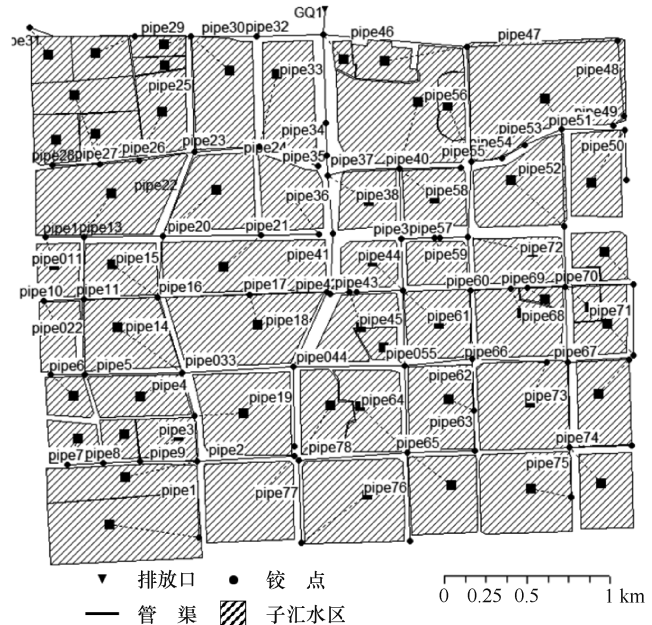 GQ1
pipe29 pipe30 pipe32 pipe46 pipe47
pipe31
pipe33 pipe48
pipe25 pipe56
pipe34 pipe53 pipe51 pipe49
pipe28 pipe27 pipe26 pipe23 pipe24 pipe35 pipe37 pipe40 pipe55 pipe54 pipe50
pipe22 pipe36 pipe38 pipe58 pipe52
pipe13 pipe20 pipe21 pipe57
pipe011 pipe15 pipe41 pipe44 pipe59 pipe72
pipe10 pipe11 pipe16 pipe17 pipe43 pipe60 pipe69 pipe70
pipe022 pipe14 pipe18 pipe45 pipe61 pipe68 pipe71
pipe6 pipe5 pipe033 pipe044 pipe055 pipe66 pipe67
pipe4 pipe19 pipe64 pipe62 pipe73
pipe3 pipe63
pipe7 pipe8 pipe9 pipe2 pipe78 pipe65 pipe74
pipe1 pipe77 pipe76 pipe75
排放口 铰 点
管 渠 子汇水区
0 0.25 0.5 1 km